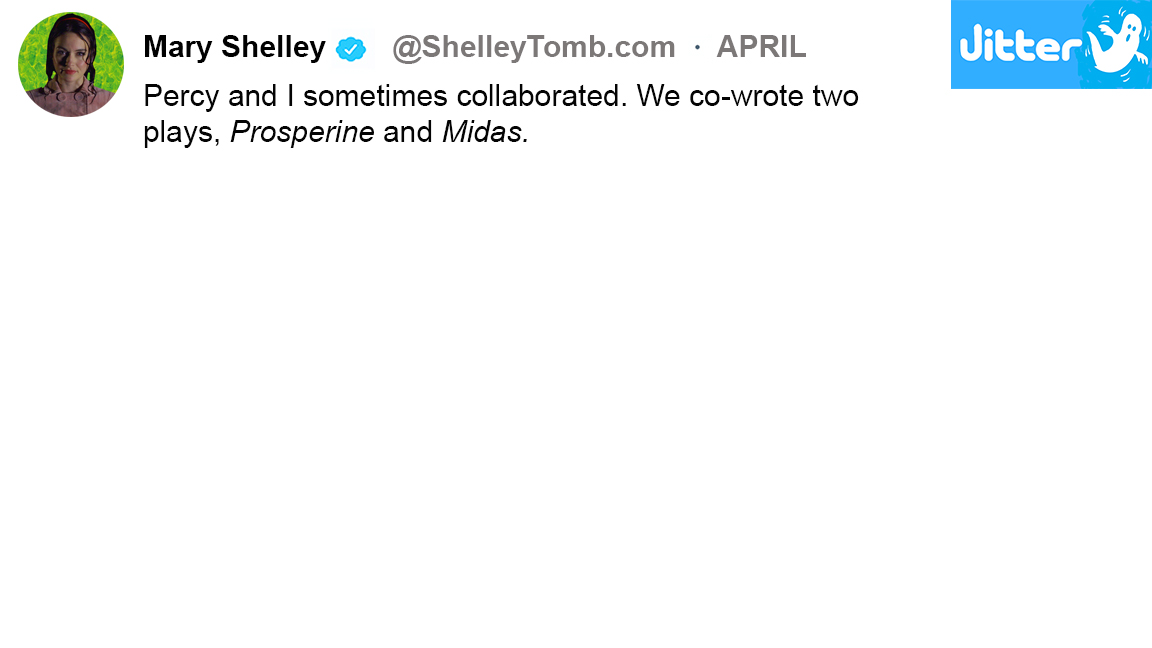 Mary Shelley @ShelleyTomb.com · APRIL
Jitter
Percy and I sometimes collaborated. We co-wrote two
plays, Prosperine and Midas.